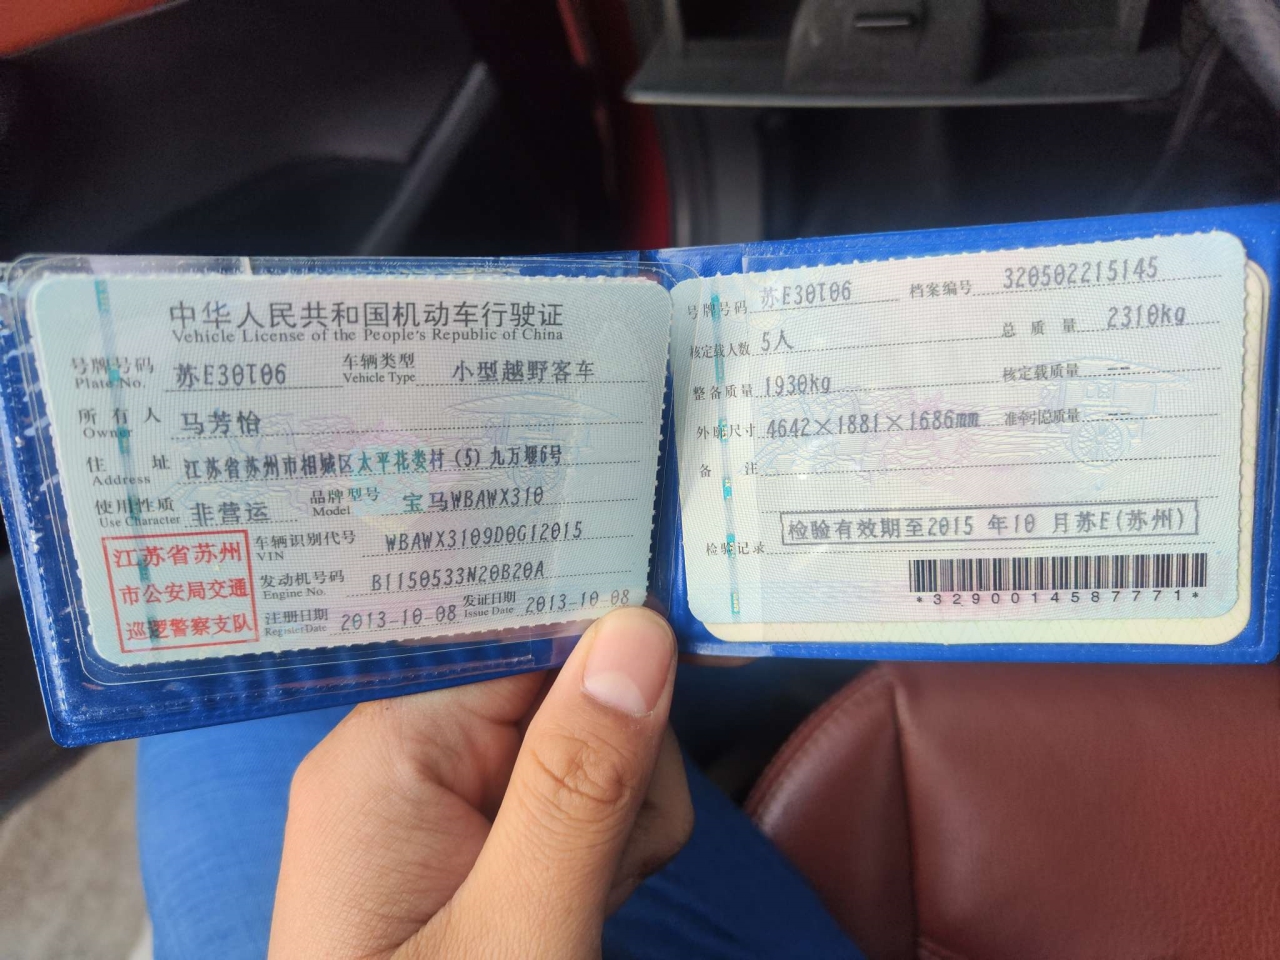 中华人民共和国机动车行驶证
Vehicle License of the People's Republic of China
号牌号码 苏E30T06 车辆类型 小型越野客车
Plate No. Vehicle Type
所有人 马芳怡
Owner
住址 江苏省苏州市相城区太平花娄村(5)九万圩6号
Address
使用性质 非营运 品牌型号 宝马WBAWX310
Use Character Model
江苏省苏州市公安局交通巡逻警察支队
车辆识别代号 WBAWX3109D0G12015
VIN
发动机号码 B1150533N20B20A
Engine No.
注册日期 2013-10-08 发证日期 2013-10-08
Register Date Issue Date
号牌号码 苏E30T06 档案编号 320502215145
核定载人数 5人 总质量 2310kg
整备质量 1930kg 核定载质量 --
外廓尺寸 4642×1881×1686mm 准牵引总质量 --
备注
检验有效期至2015年10月苏E(苏州)
检验记录
*3290014587771*